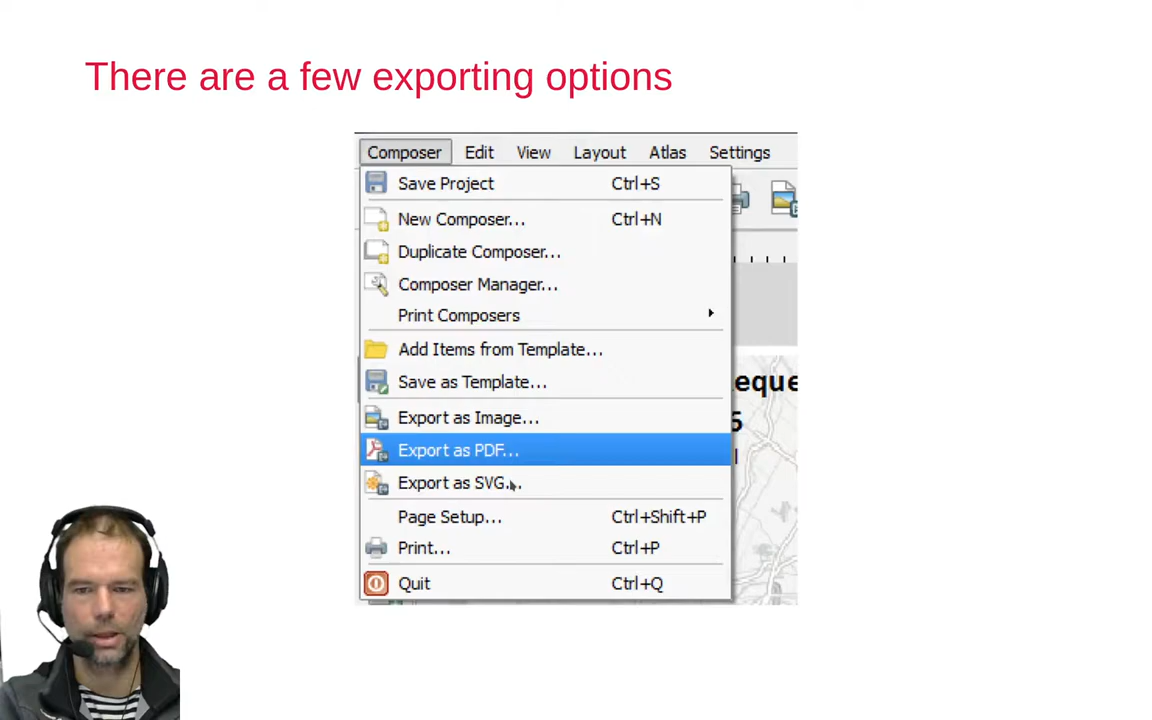 There are a few exporting options
Composer Edit View Layout Atlas Settings
Save Project Ctrl+S
New Composer... Ctrl+N
Duplicate Composer...
Composer Manager...
Print Composers
Add Items from Template...
Save as Template...
eque
6
Export as Image...
Export as PDF...
Export as SVG...
Page Setup... Ctrl+Shift+P
Print... Ctrl+P
Quit Ctrl+Q